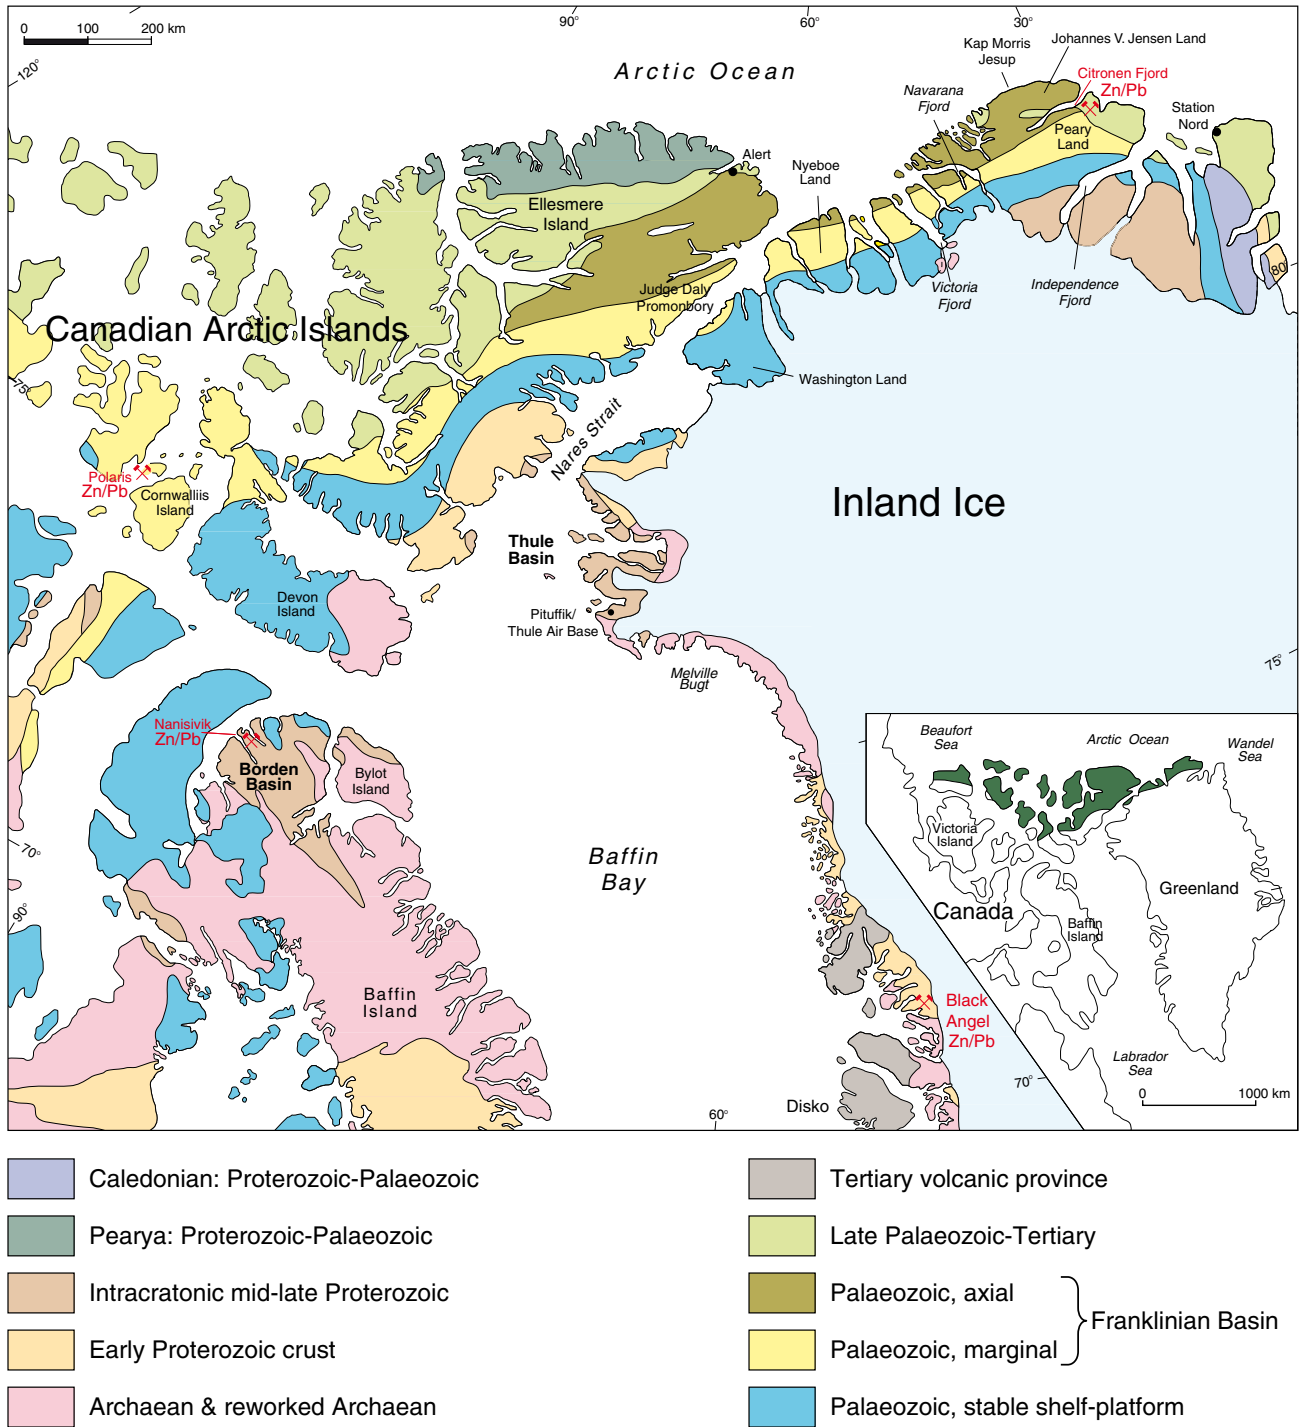 0 100 200 km
90°
60°
30°
120°
Arctic Ocean
Kap Morris
Jesup
Johannes V. Jensen Land
Citronen Fjord
Zn/Pb
Navarana
Fjord
Station
Nord
Peary
Land
Alert
Nyeboe
Land
Ellesmere
Island
Judge Daly
Promonbory
Victoria
Fjord
Independence
Fjord
80
Canadian Arctic Islands
75°
Washington Land
Nares Strait
Polaris
Zn/Pb
Cornwalliis
Island
Inland Ice
Thule
Basin
Devon
Island
Pituffik/
Thule Air Base
75°
Melville
Bugt
Nanisivik
Zn/Pb
Borden
Basin
Bylot
Island
70°
Baffin
Bay
90°
Baffin
Island
Black
Angel
Zn/Pb
Disko
70°
60°
Beaufort
Sea
Arctic Ocean
Wandel
Sea
Victoria
Island
Greenland
Canada
Baffin
Island
Labrador
Sea
0 1000 km
Caledonian: Proterozoic-Palaeozoic
Pearya: Proterozoic-Palaeozoic
Intracratonic mid-late Proterozoic
Early Proterozoic crust
Archaean & reworked Archaean
Tertiary volcanic province
Late Palaeozoic-Tertiary
Palaeozoic, axial
Palaeozoic, marginal
Franklinian Basin
Palaeozoic, stable shelf-platform